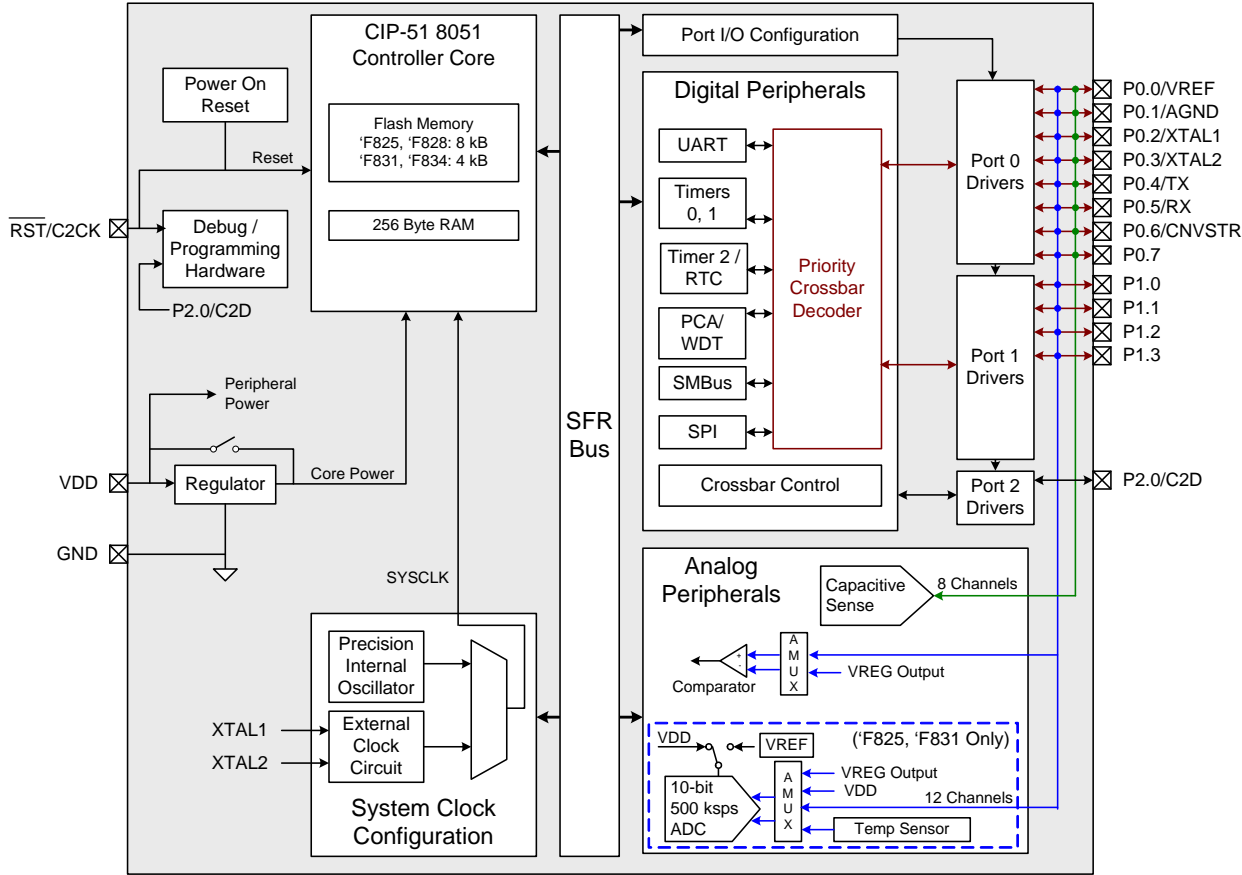 CIP-51 8051
Controller Core
Flash Memory
‘F825, ‘F828: 8 kB
‘F831, ‘F834: 4 kB
256 Byte RAM
Power On
Reset
Reset
RST/C2CK
Debug /
Programming
Hardware
P2.0/C2D
Peripheral
Power
VDD
Regulator
Core Power
GND
SYSCLK
Precision
Internal
Oscillator
XTAL1
XTAL2
External
Clock
Circuit
System Clock
Configuration
SFR
Bus
Port I/O Configuration
Digital Peripherals
UART
Timers
0, 1
Timer 2 /
RTC
PCA/
WDT
SMBus
SPI
Priority
Crossbar
Decoder
Crossbar Control
Port 0
Drivers
Port 1
Drivers
Port 2
Drivers
P0.0/VREF
P0.1/AGND
P0.2/XTAL1
P0.3/XTAL2
P0.4/TX
P0.5/RX
P0.6/CNVSTR
P0.7
P1.0
P1.1
P1.2
P1.3
P2.0/C2D
Analog
Peripherals
Capacitive
Sense
8 Channels
+
-
Comparator
A
M
U
X
VREG Output
(‘F825, ‘F831 Only)
VDD
VREF
10-bit
500 ksps
ADC
A
M
U
X
VREG Output
VDD
12 Channels
Temp Sensor